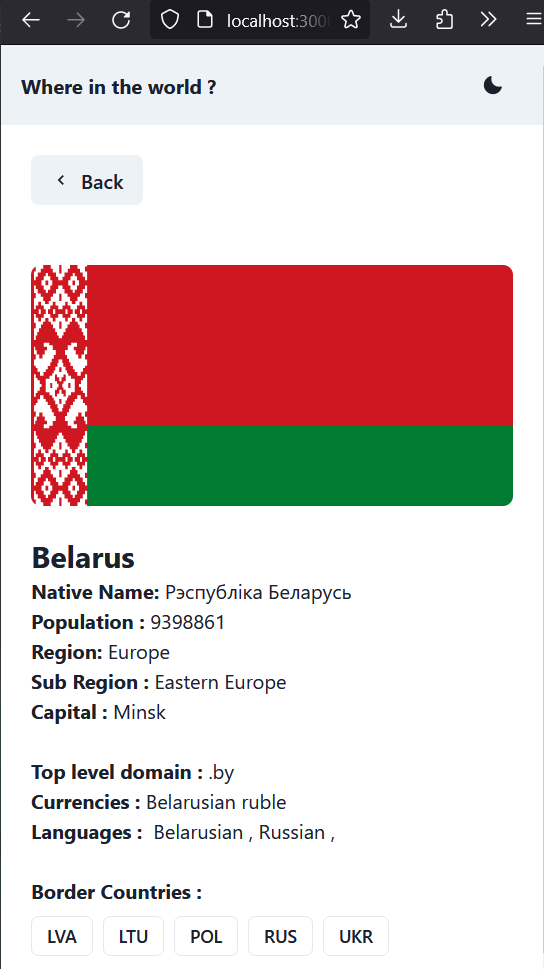 localhost:300
Where in the world ?
Back
Belarus
Native Name: Рэспубліка Беларусь
Population : 9398861
Region: Europe
Sub Region : Eastern Europe
Capital : Minsk
Top level domain : .by
Currencies : Belarusian ruble
Languages : Belarusian , Russian ,
Border Countries :
LVA LTU POL RUS UKR